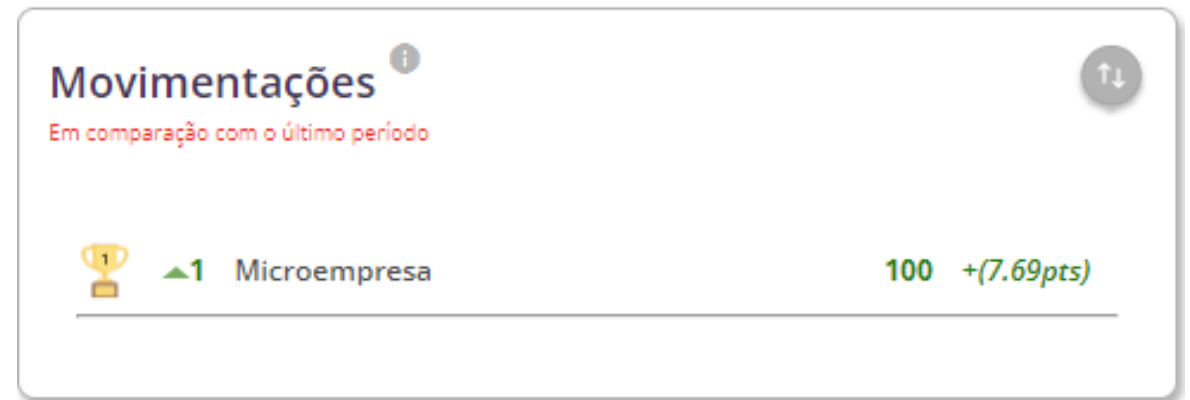 Movimentações
Em comparação com o último período
1 1 Microempresa 100 +(7.69pts)